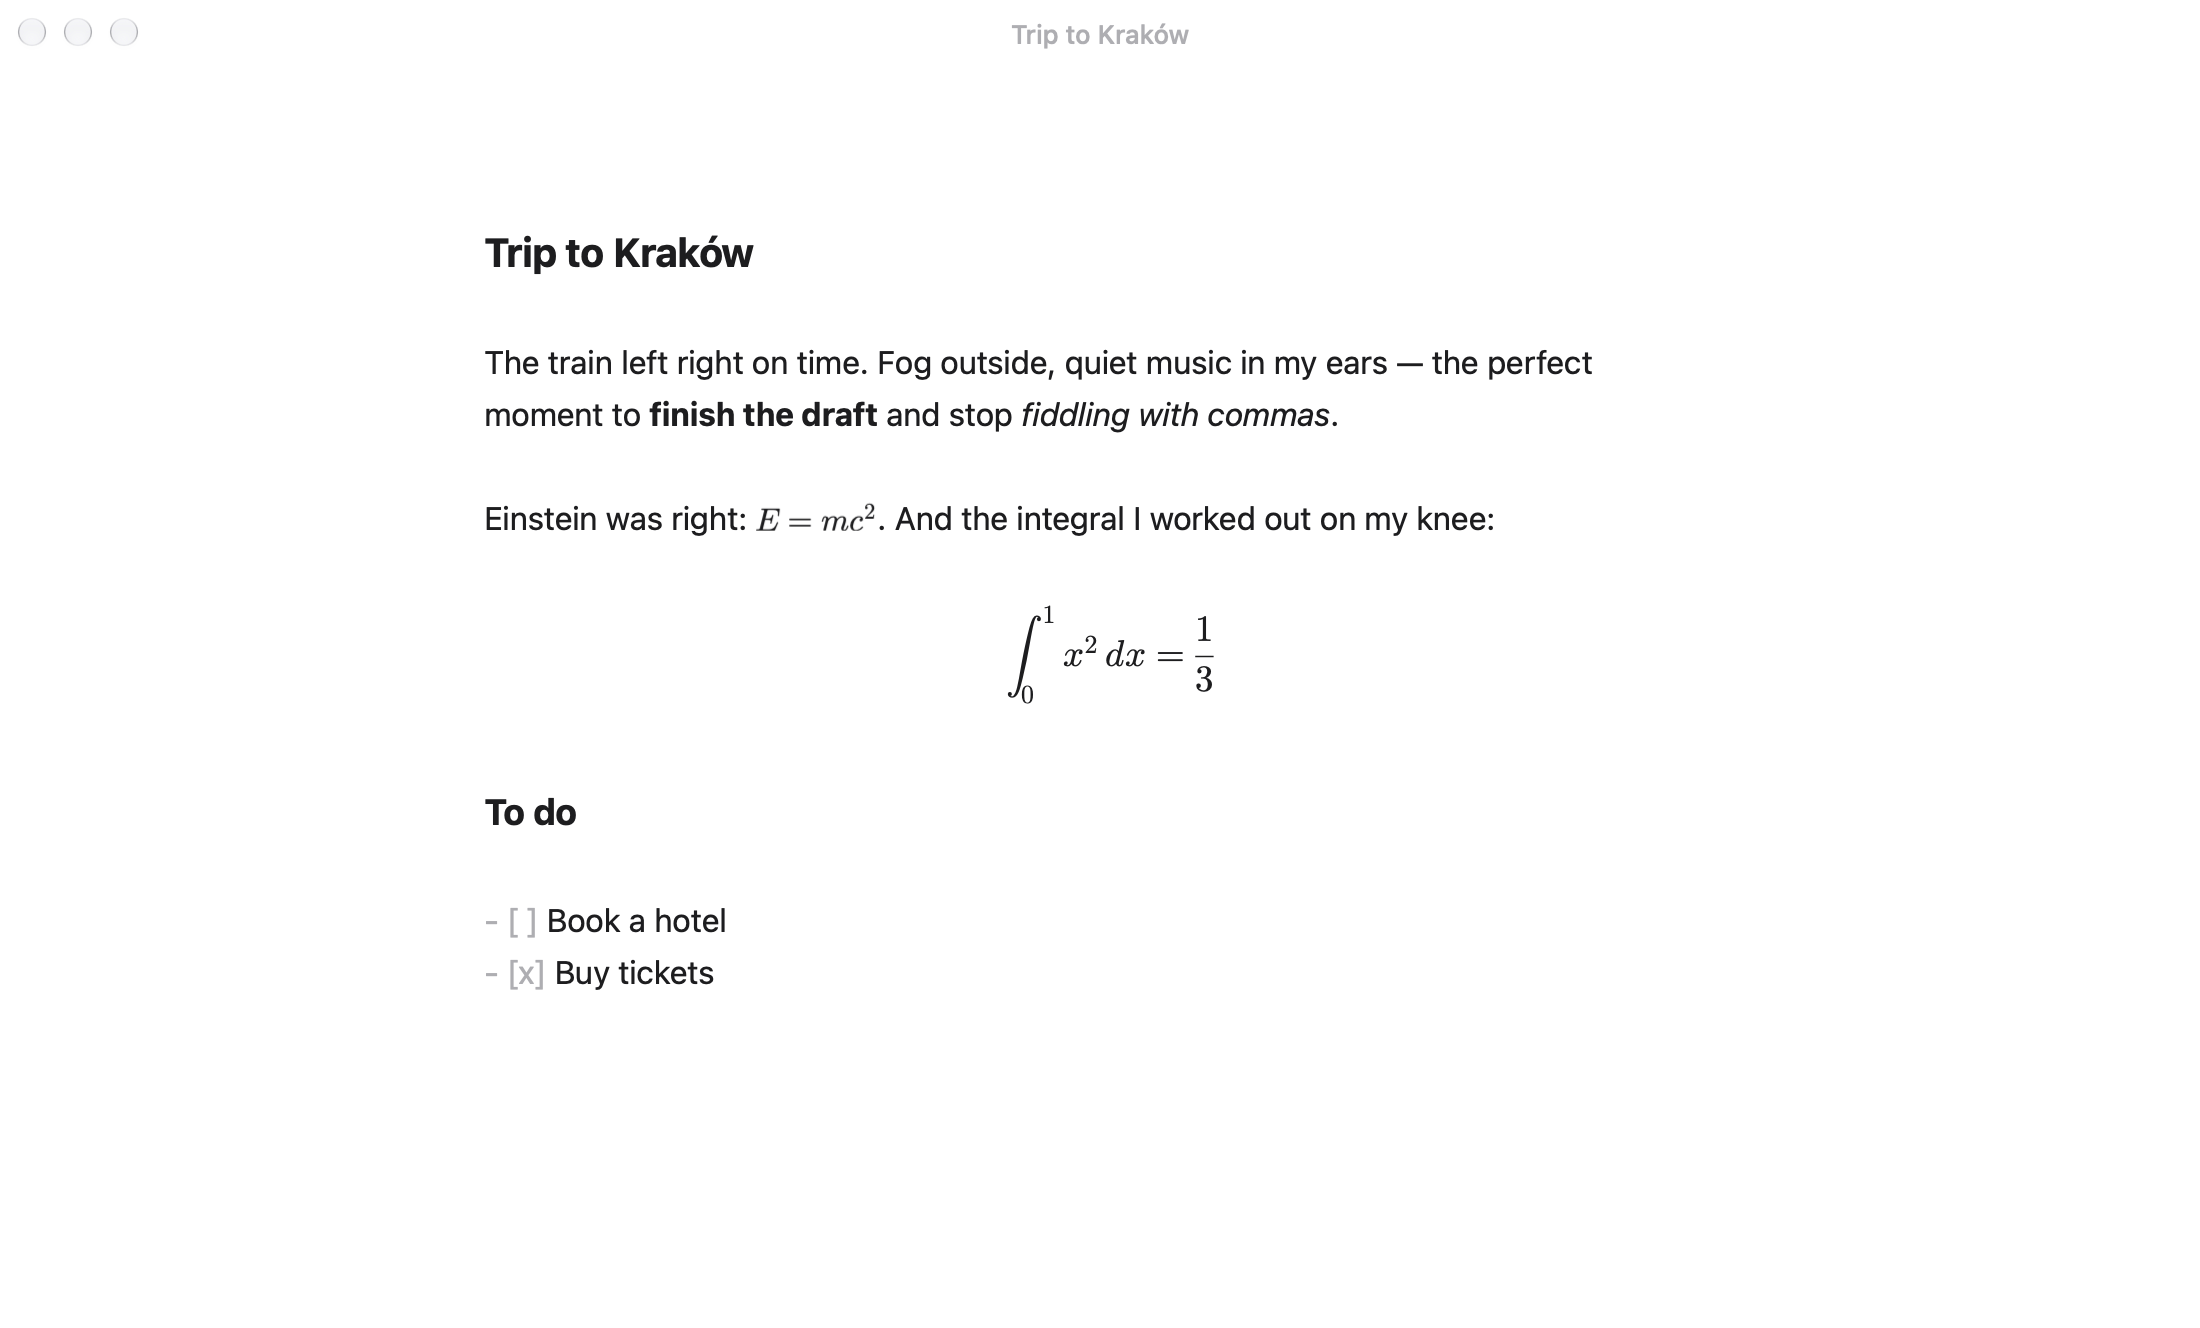 Trip to Kraków
Trip to Kraków
The train left right on time. Fog outside, quiet music in my ears — the perfect
moment to finish the draft and stop fiddling with commas.
Einstein was right: E = mc². And the integral I worked out on my knee:
∫₀¹ x² dx = 1/3
To do
- [ ] Book a hotel
- [x] Buy tickets